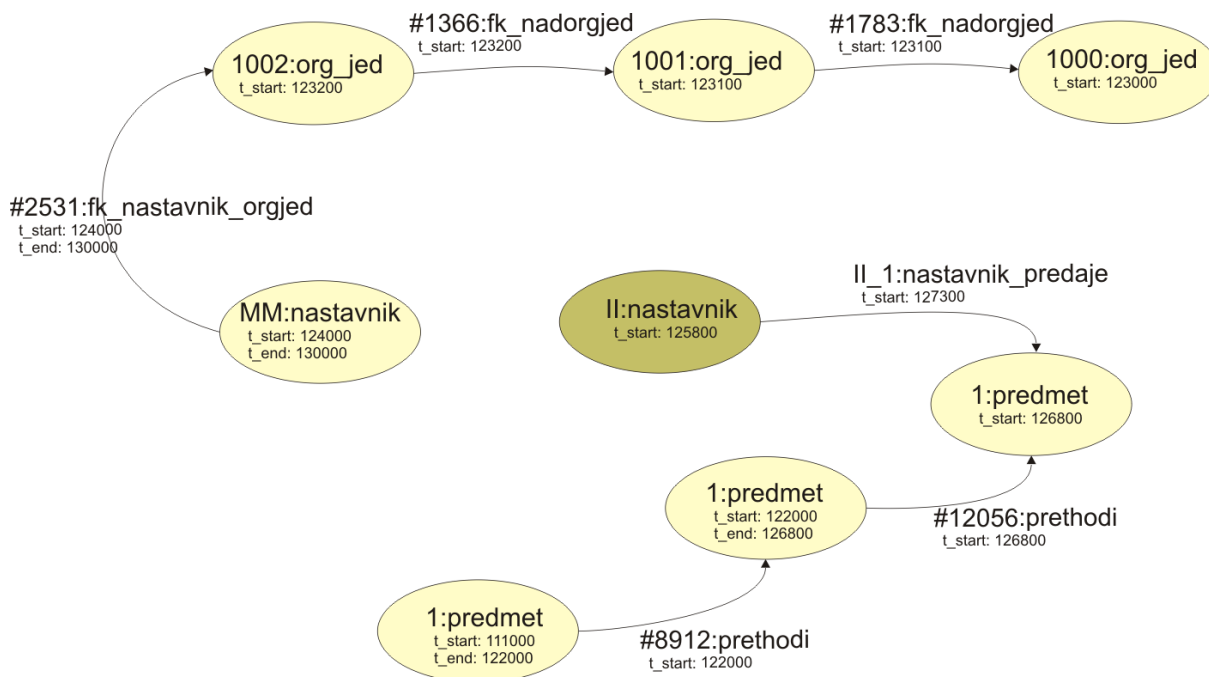 #1366:fk_nadorgjed
t_start: 123200
#1783:fk_nadorgjed
t_start: 123100
1002:org_jed
t_start: 123200
1001:org_jed
t_start: 123100
1000:org_jed
t_start: 123000
#2531:fk_nastavnik_orgjed
t_start: 124000
t_end: 130000
MM:nastavnik
t_start: 124000
t_end: 130000
II:nastavnik
t_start: 125800
II_1:nastavnik_predaje
t_start: 127300
1:predmet
t_start: 126800
1:predmet
t_start: 122000
t_end: 126800
#12056:prethodi
t_start: 126800
1:predmet
t_start: 111000
t_end: 122000
#8912:prethodi
t_start: 122000